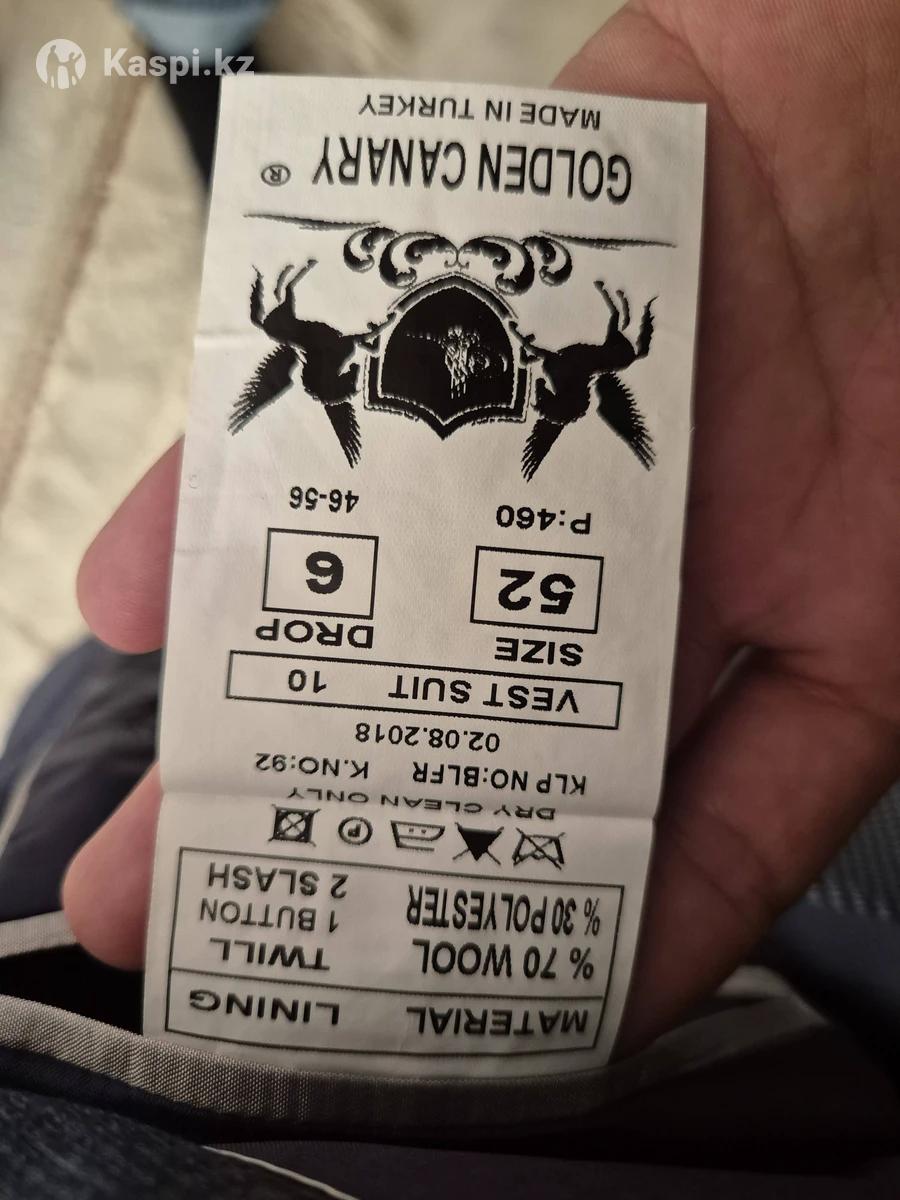 Kaspi.kz
MATERIAL LINING
% 70 WOOL TWILL
% 30 POLYESTER 1 BUTTON
2 SLASH
P
DRY CLEAN ONLY
KLP NO:BLFR K.NO:92
02.08.2018
VEST SUIT 10
SIZE DROP
52 6
P:460 46-56
GOLDEN CANARY ®
MADE IN TURKEY